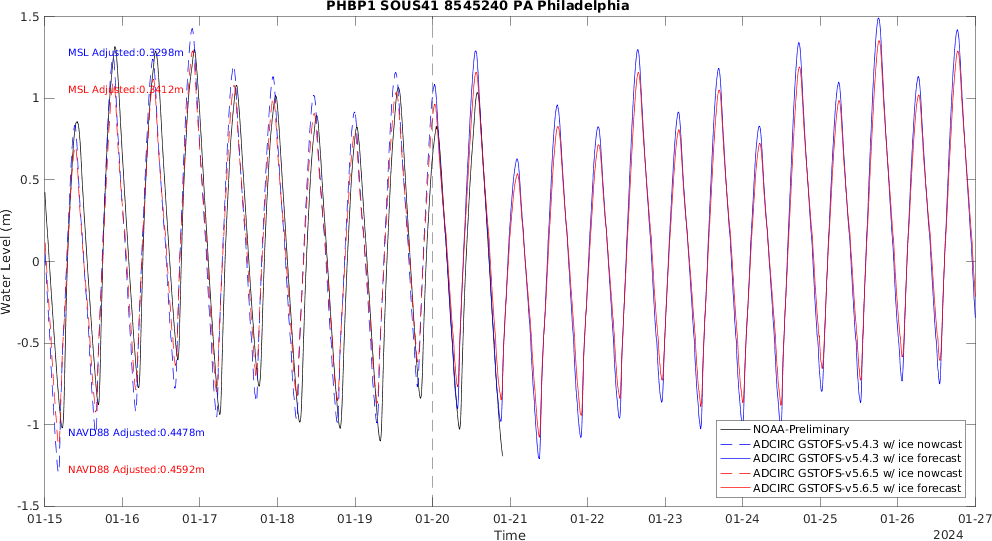 PHBP1 SOUS41 8545240 PA Philadelphia
1.5
MSL Adjusted:0.3298m
1
MSL Adjusted:0.3412m
0.5
0
Water Level (m)
-0.5
-1
NAVD88 Adjusted:0.4478m
NAVD88 Adjusted:0.4592m
-1.5
NOAA-Preliminary
ADCIRC GSTOFS-v5.4.3 w/ ice nowcast
ADCIRC GSTOFS-v5.4.3 w/ ice forecast
ADCIRC GSTOFS-v5.6.5 w/ ice nowcast
ADCIRC GSTOFS-v5.6.5 w/ ice forecast
01-15 01-16 01-17 01-18 01-19 01-20 01-21 01-22 01-23 01-24 01-25 01-26 01-27
Time
2024